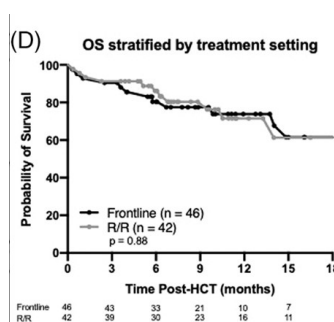 (D)
OS stratified by treatment setting
Probability of Survival
100
80
60
40
20
0
Frontline (n = 46)
R/R (n = 42)
p = 0.88
0 3 6 9 12 15 18
Time Post-HCT (months)
Frontline 46 43 33 21 10 7
R/R 42 39 30 23 16 11